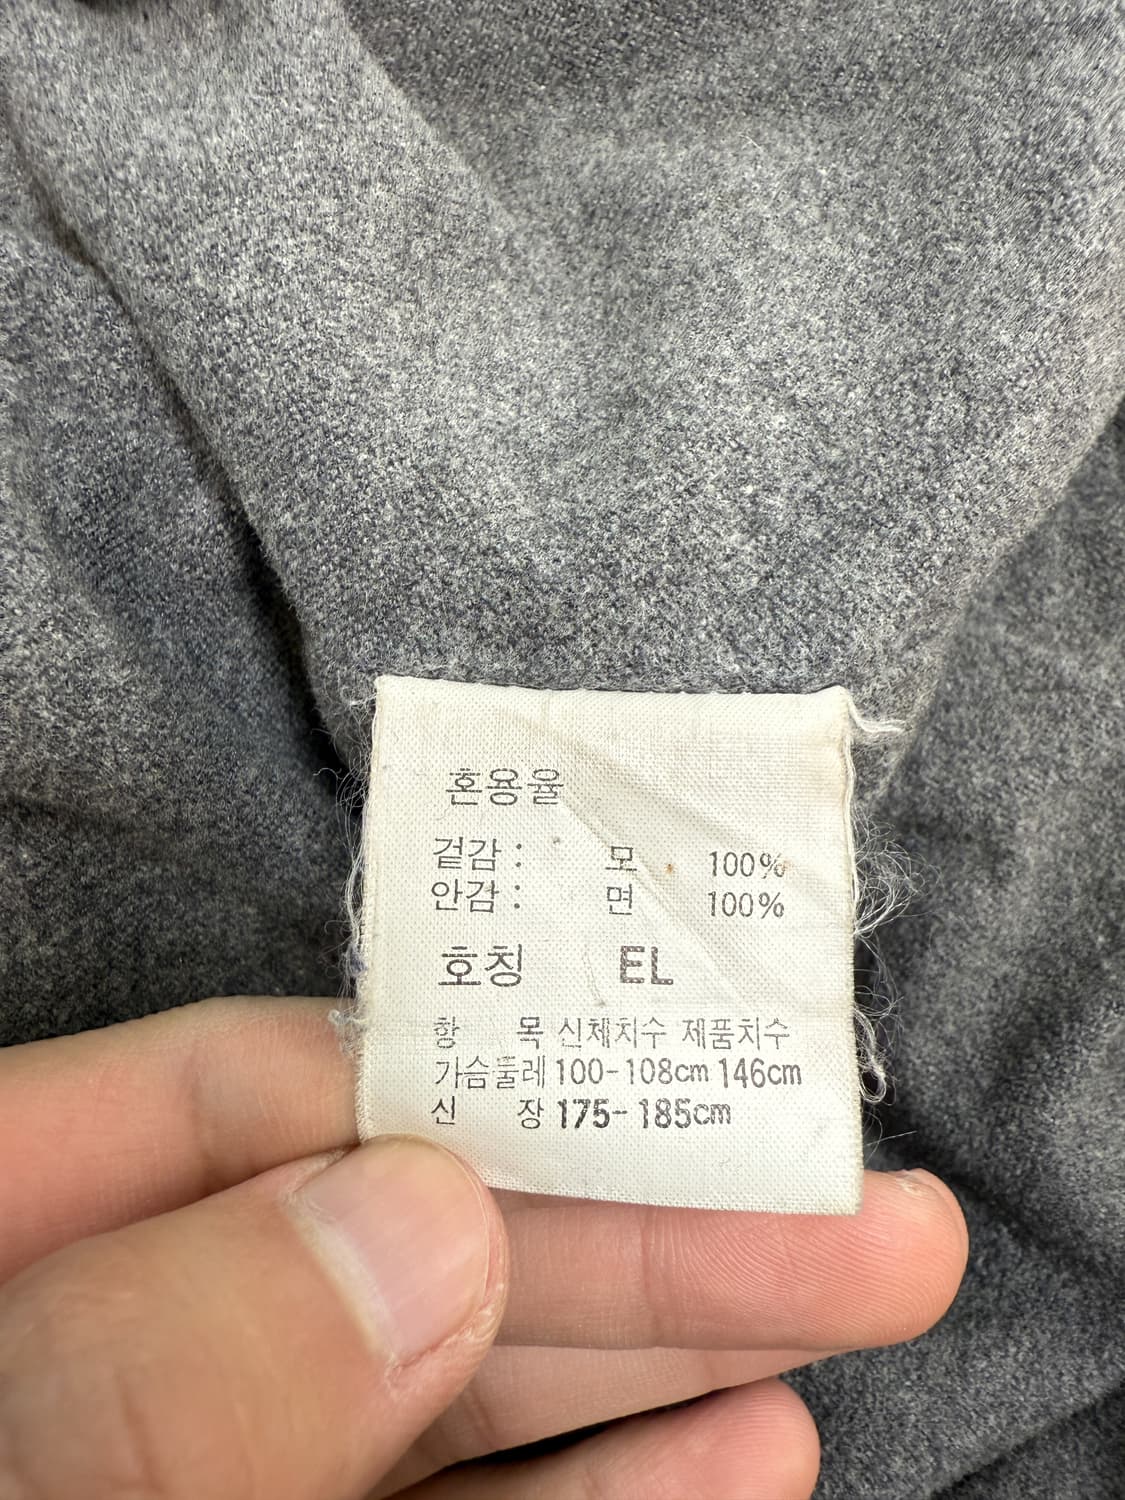 혼용율
겉감 : 모 100%
안감 : 면 100%
호칭 EL
항 목 신체치수 제품치수
가슴둘레 100-108cm 146cm
신 장 175-185cm